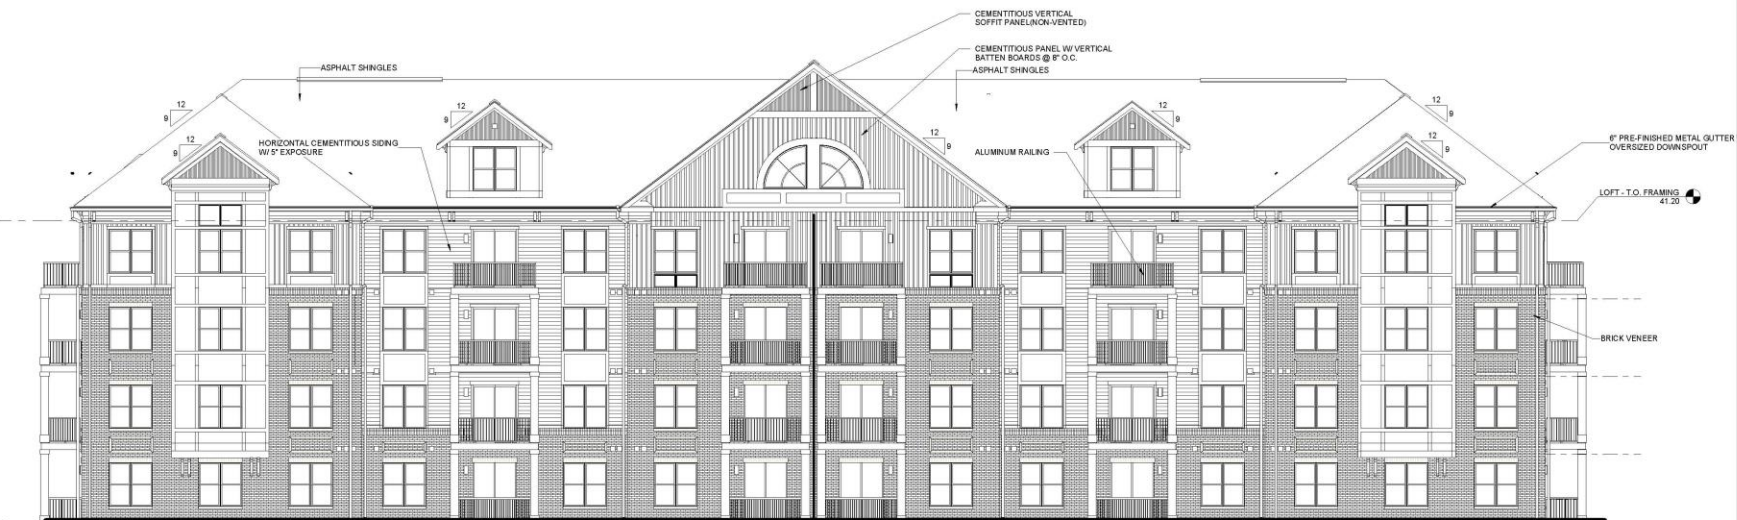 CEMENTITIOUS VERTICAL
SOFFIT PANEL(NON-VENTED)
CEMENTITIOUS PANEL W/ VERTICAL
BATTEN BOARDS @ 8" O.C.
ASPHALT SHINGLES
ASPHALT SHINGLES
12
9
12
9
12
9
12
9
12
9
12
9
12
9
HORIZONTAL CEMENTITIOUS SIDING
W/ 5" EXPOSURE
ALUMINUM RAILING
6" PRE-FINISHED METAL GUTTER
OVERSIZED DOWNSPOUT
LOFT - T.O. FRAMING
41.20
BRICK VENEER